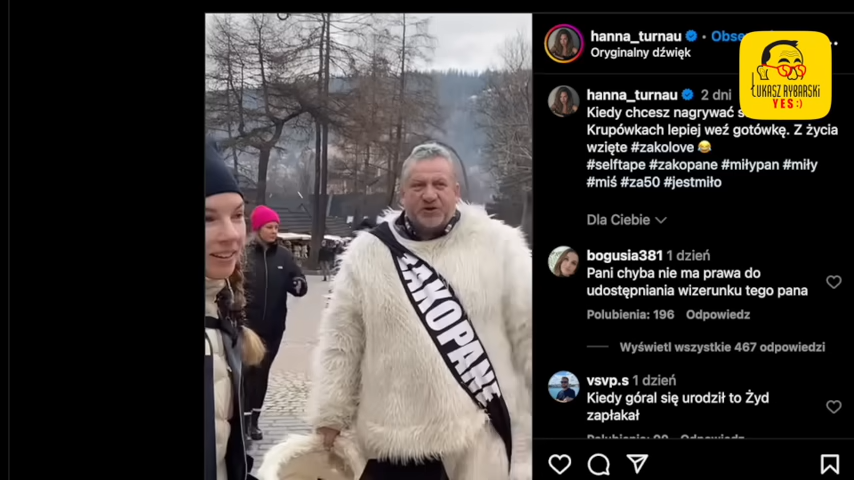 hanna_turnau • Obse
Oryginalny dźwięk
ŁUKASZ RYBARSKI
YES:)
hanna_turnau 2 dni
Kiedy chcesz nagrywać s
Krupówkach lepiej weź gotówkę. Z życia
wzięte #zakolove 😂
#selftape #zakopane #miłypan #miły
#miś #za50 #jestmiło
Dla Ciebie
ZAKOPANE
bogusia381 1 dzień
Pani chyba nie ma prawa do
udostępniania wizerunku tego pana
Polubienia: 196 Odpowiedz
Wyświetl wszystkie 467 odpowiedzi
vsvp.s 1 dzień
Kiedy góral się urodził to Żyd
zapłakał